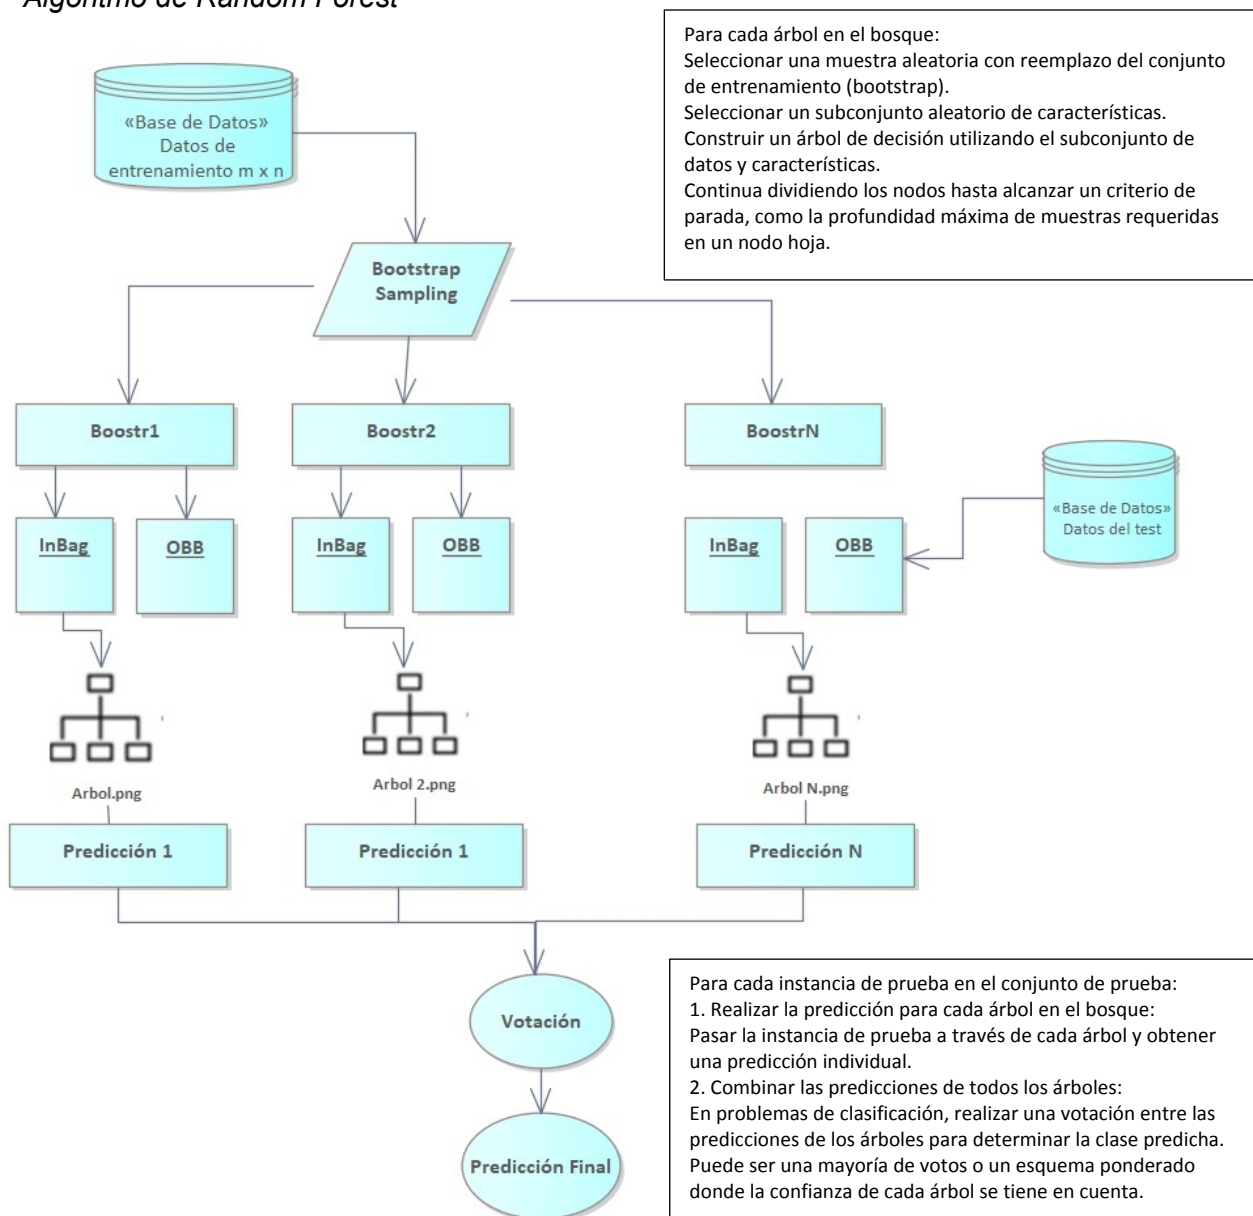 Algoritmo de Random Forest
Para cada árbol en el bosque:
Seleccionar una muestra aleatoria con reemplazo del conjunto
de entrenamiento (bootstrap).
Seleccionar un subconjunto aleatorio de características.
Construir un árbol de decisión utilizando el subconjunto de
datos y características.
Continua dividiendo los nodos hasta alcanzar un criterio de
parada, como la profundidad máxima de muestras requeridas
en un nodo hoja.
«Base de Datos»
Datos de
entrenamiento m x n
Bootstrap
Sampling
Boostr1
Boostr2
BoostrN
«Base de Datos»
Datos del test
InBag
OBB
InBag
OBB
InBag
OBB
Arbol.png
Arbol 2.png
Arbol N.png
Predicción 1
Predicción 1
Predicción N
Votación
Predicción Final
Para cada instancia de prueba en el conjunto de prueba:
1. Realizar la predicción para cada árbol en el bosque:
Pasar la instancia de prueba a través de cada árbol y obtener
una predicción individual.
2. Combinar las predicciones de todos los árboles:
En problemas de clasificación, realizar una votación entre las
predicciones de los árboles para determinar la clase predicha.
Puede ser una mayoría de votos o un esquema ponderado
donde la confianza de cada árbol se tiene en cuenta.